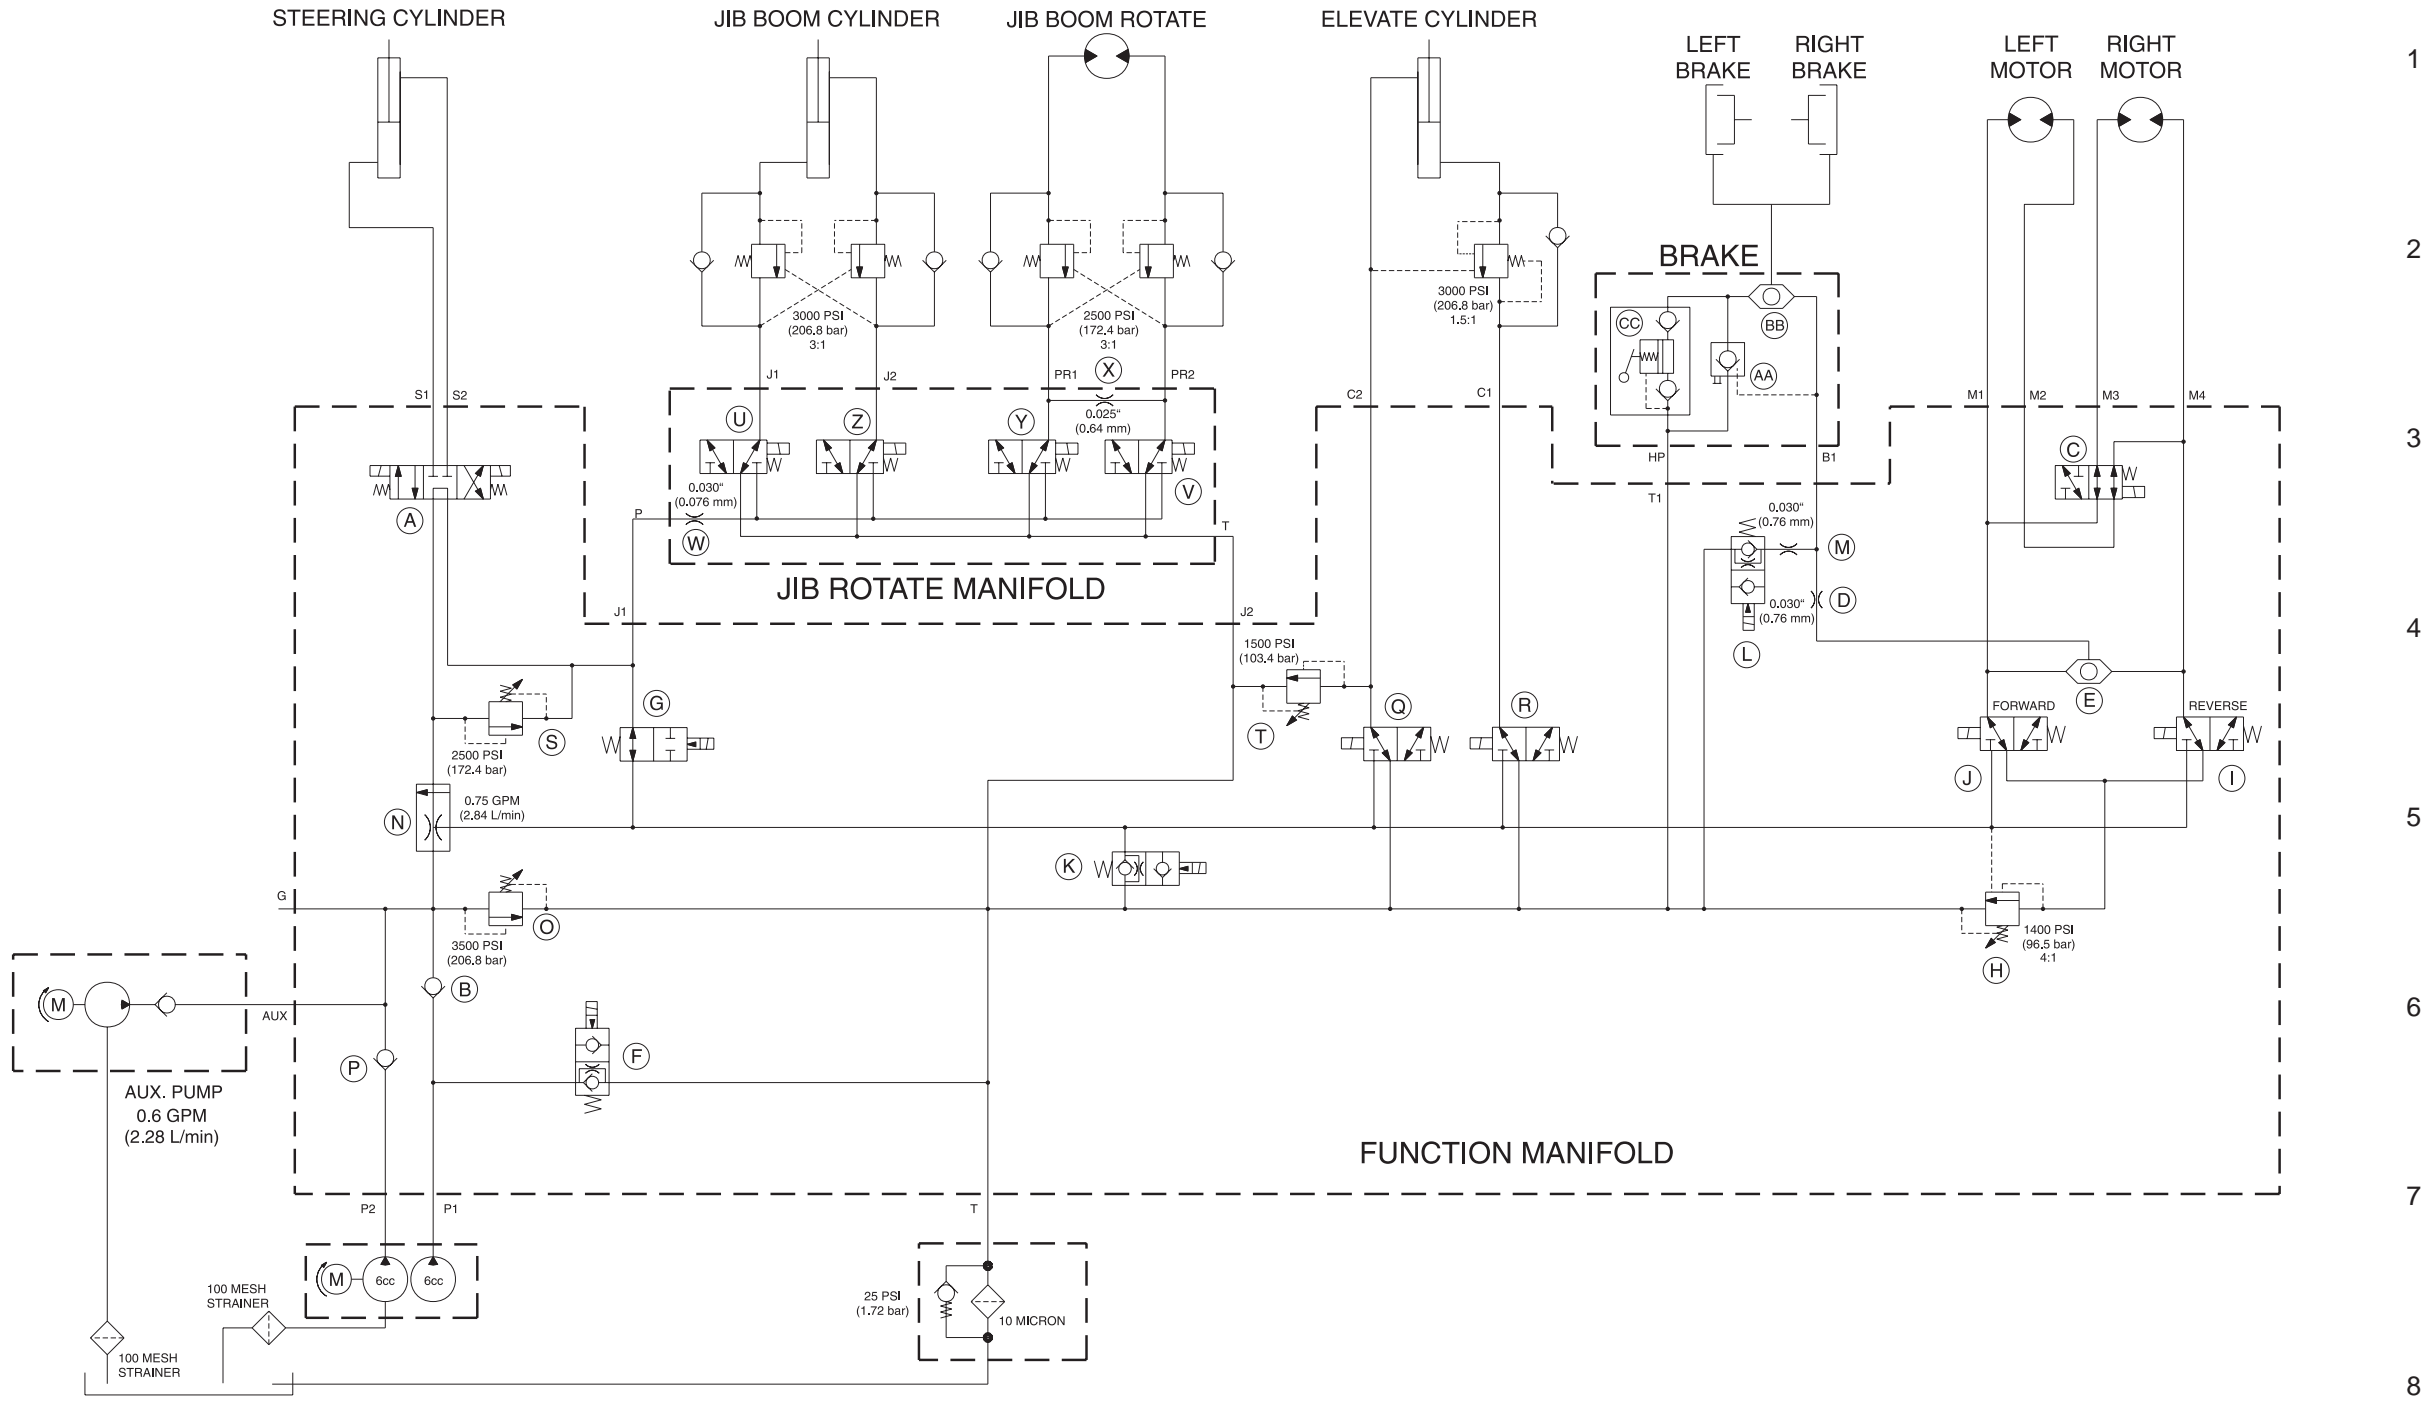 STEERING CYLINDER
JIB BOOM CYLINDER
JIB BOOM ROTATE
ELEVATE CYLINDER
LEFT
BRAKE
RIGHT
BRAKE
LEFT
MOTOR
RIGHT
MOTOR
1
2
3
4
5
6
7
8
3000 PSI
(206.8 bar)
3:1
2500 PSI
(172.4 bar)
3:1
3000 PSI
(206.8 bar)
1.5:1
BRAKE
CC
BB
AA
HP
B1
T1
S1
S2
J1
J2
PR1
X
PR2
C2
C1
M1
M2
M3
M4
U
Z
Y
0.025"
(0.64 mm)
V
0.030"
(0.076 mm)
P
W
T
JIB ROTATE MANIFOLD
A
C
0.030"
(0.76 mm)
M
0.030"
(0.76 mm)
D
L
J1
J2
1500 PSI
(103.4 bar)
T
G
Q
R
E
FORWARD
REVERSE
J
I
S
2500 PSI
(172.4 bar)
0.75 GPM
(2.84 L/min)
N
K
G
O
3500 PSI
(206.8 bar)
1400 PSI
(96.5 bar)
4:1
H
B
M
AUX
P
F
AUX. PUMP
0.6 GPM
(2.28 L/min)
FUNCTION MANIFOLD
P2
P1
T
M
6cc
6cc
100 MESH
STRAINER
25 PSI
(1.72 bar)
10 MICRON
100 MESH
STRAINER